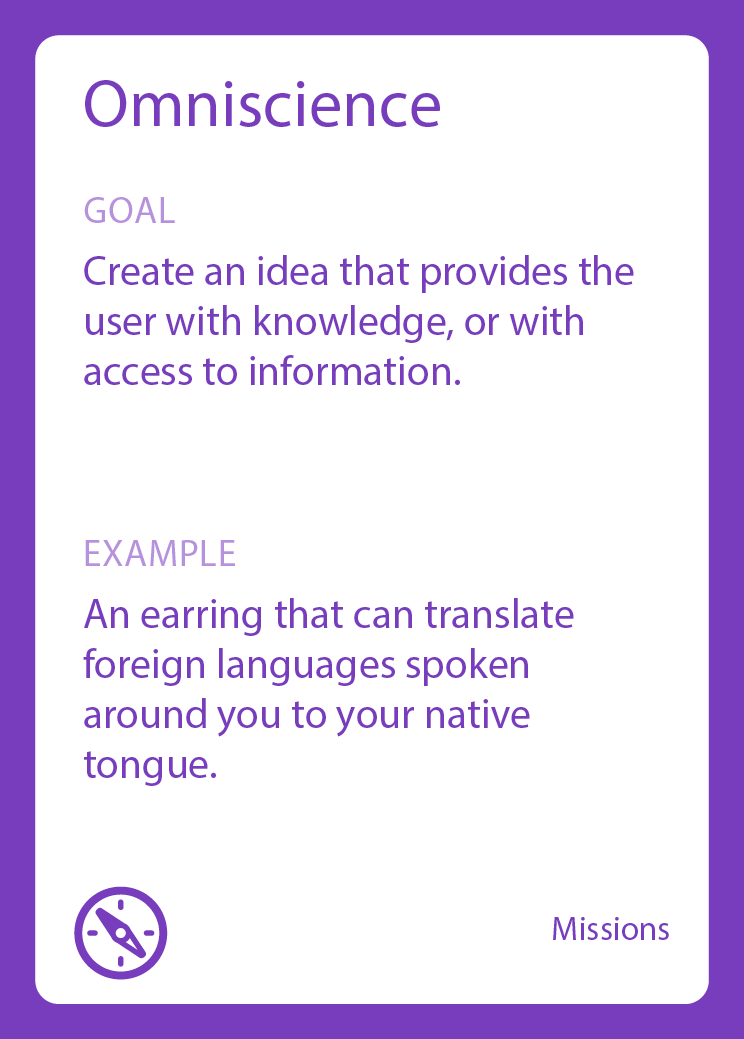 Omniscience
GOAL
Create an idea that provides the
user with knowledge, or with
access to information.
EXAMPLE
An earring that can translate
foreign languages spoken
around you to your native
tongue.
Missions